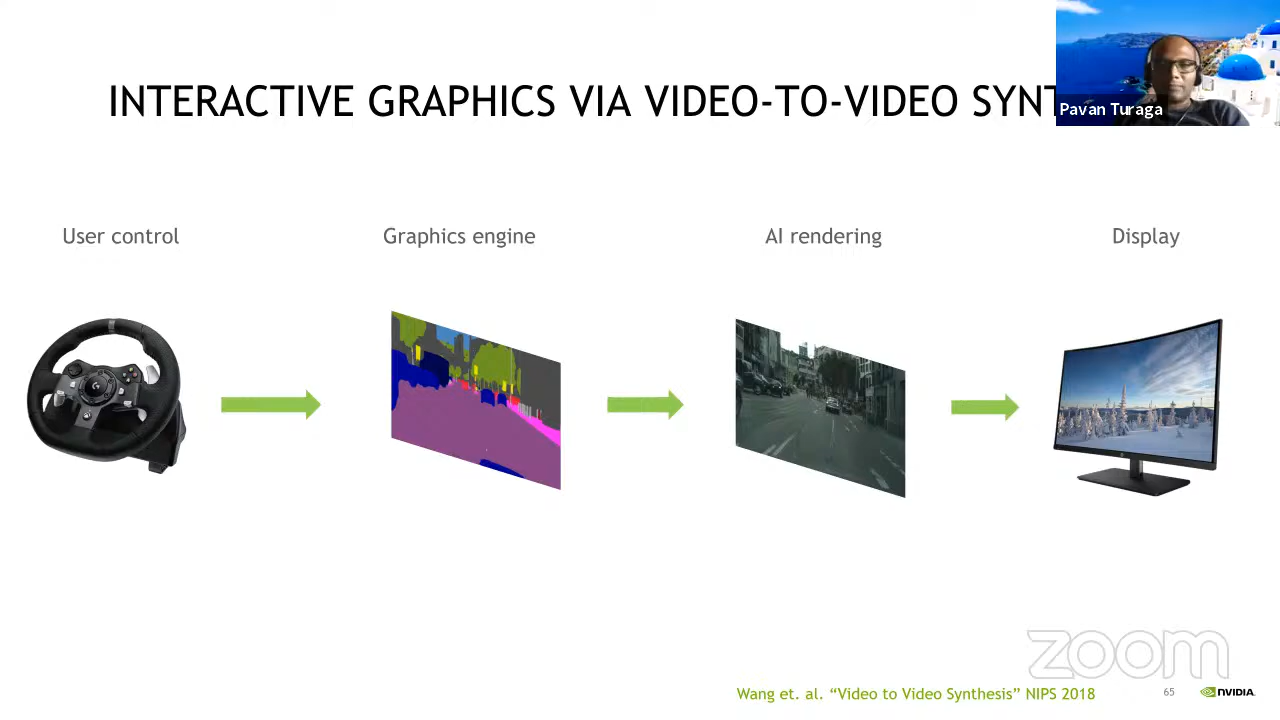 INTERACTIVE GRAPHICS VIA VIDEO-TO-VIDEO
Pavan Turaga
User control
Graphics engine
AI rendering
Display
zoom
Wang et. al. “Video to Video Synthesis” NIPS 2018
65
NVIDIA.